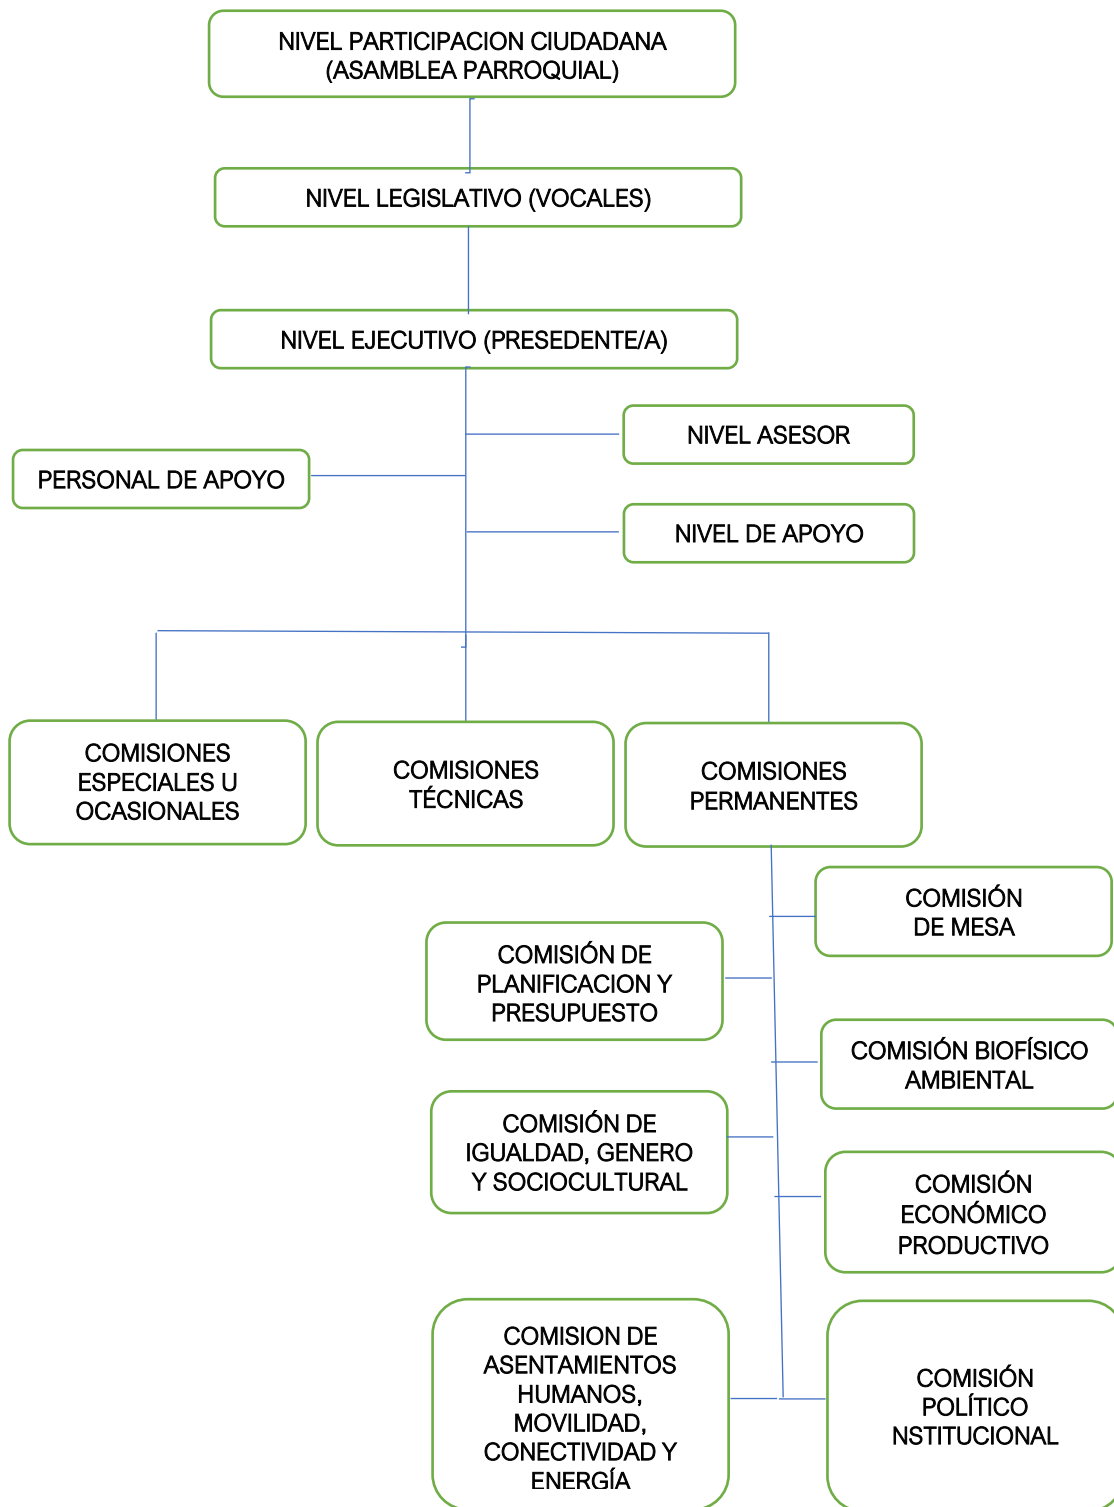 NIVEL PARTICIPACION CIUDADANA
(ASAMBLEA PARROQUIAL)
NIVEL LEGISLATIVO (VOCALES)
NIVEL EJECUTIVO (PRESEDENTE/A)
NIVEL ASESOR
PERSONAL DE APOYO
NIVEL DE APOYO
COMISIONES
ESPECIALES U
OCASIONALES
COMISIONES
TÉCNICAS
COMISIONES
PERMANENTES
COMISIÓN
DE MESA
COMISIÓN DE
PLANIFICACION Y
PRESUPUESTO
COMISIÓN BIOFÍSICO
AMBIENTAL
COMISIÓN DE
IGUALDAD, GENERO
Y SOCIOCULTURAL
COMISIÓN
ECONÓMICO
PRODUCTIVO
COMISION DE
ASENTAMIENTOS
HUMANOS,
MOVILIDAD,
CONECTIVIDAD Y
ENERGÍA
COMISIÓN
POLÍTICO
NSTITUCIONAL